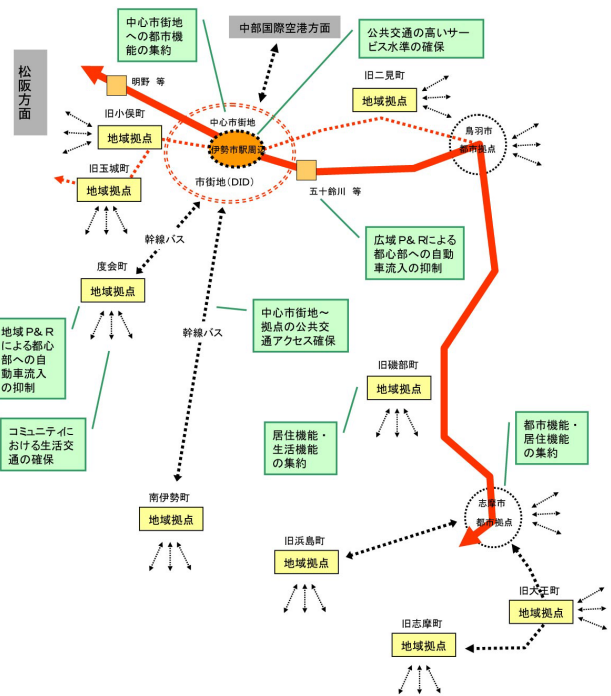 中心市街地
への都市機
能の集約
中部国際空港方面
公共交通の高いサー
ビス水準の確保
松阪方面
明野 等
旧二見町
地域拠点
旧小俣町
地域拠点
中心市街地
伊勢市駅周辺
鳥羽市
都市拠点
旧玉城町
地域拠点
市街地(DID)
五十鈴川 等
幹線バス
広域P&Rによる
都心部への自動
車流入の抑制
度会町
地域拠点
地域P&R
による都心
部への自
動車流入
の抑制
幹線バス
中心市街地~
拠点の公共交
通アクセス確保
旧磯部町
地域拠点
コミュニティに
おける生活交
通の確保
居住機能・
生活機能
の集約
都市機能・
居住機能
の集約
南伊勢町
地域拠点
志摩市
都市拠点
旧浜島町
地域拠点
旧大王町
地域拠点
旧志摩町
地域拠点